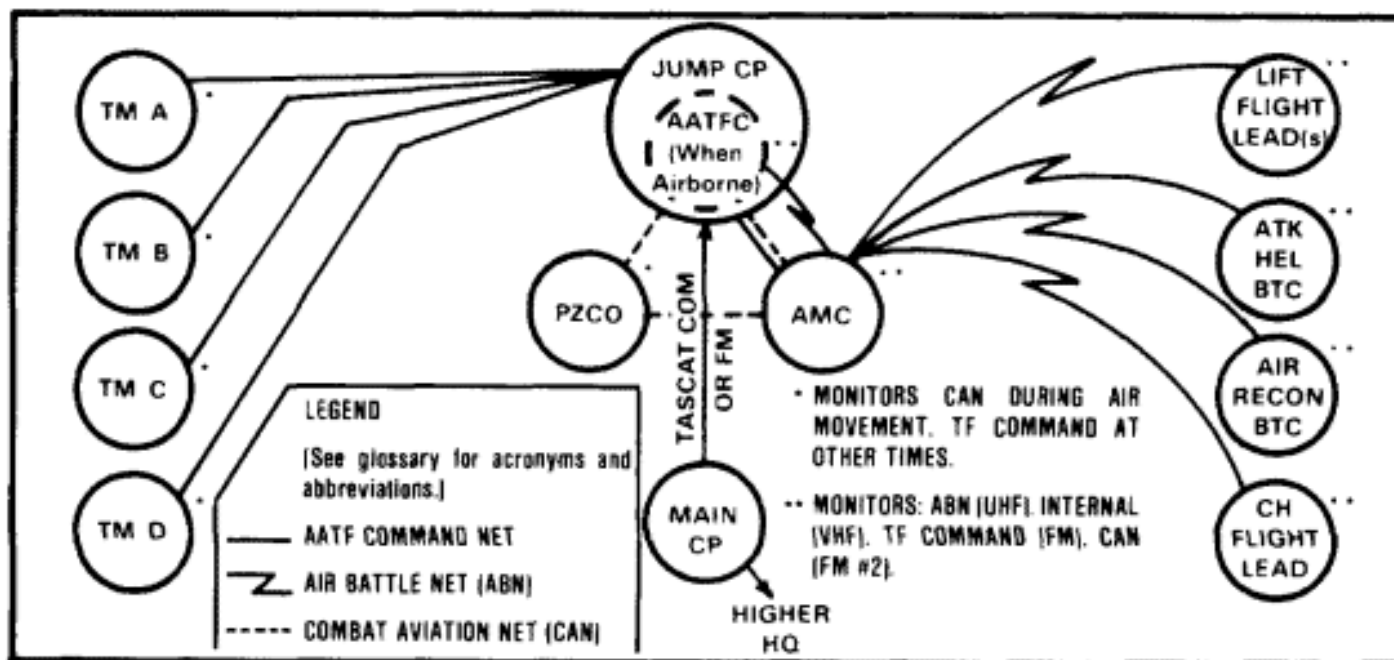 TM A
TM B
TM C
TM D
JUMP CP
AATFC
(When
Airborne)
PZCO
AMC
TASCAT COM
OR FM
MAIN
CP
HIGHER
HQ
LIFT
FLIGHT
LEAD(s)
ATK
HEL
BTC
AIR
RECON
BTC
CH
FLIGHT
LEAD
LEGEND
(See glossary for acronyms and
abbreviations.)
AATF COMMAND NET
AIR BATTLE NET (ABN)
COMBAT AVIATION NET (CAN)
· MONITORS CAN DURING AIR
MOVEMENT. TF COMMAND AT
OTHER TIMES.
·· MONITORS: ABN (UHF). INTERNAL
(VHF). TF COMMAND (FM). CAN
(FM #2).